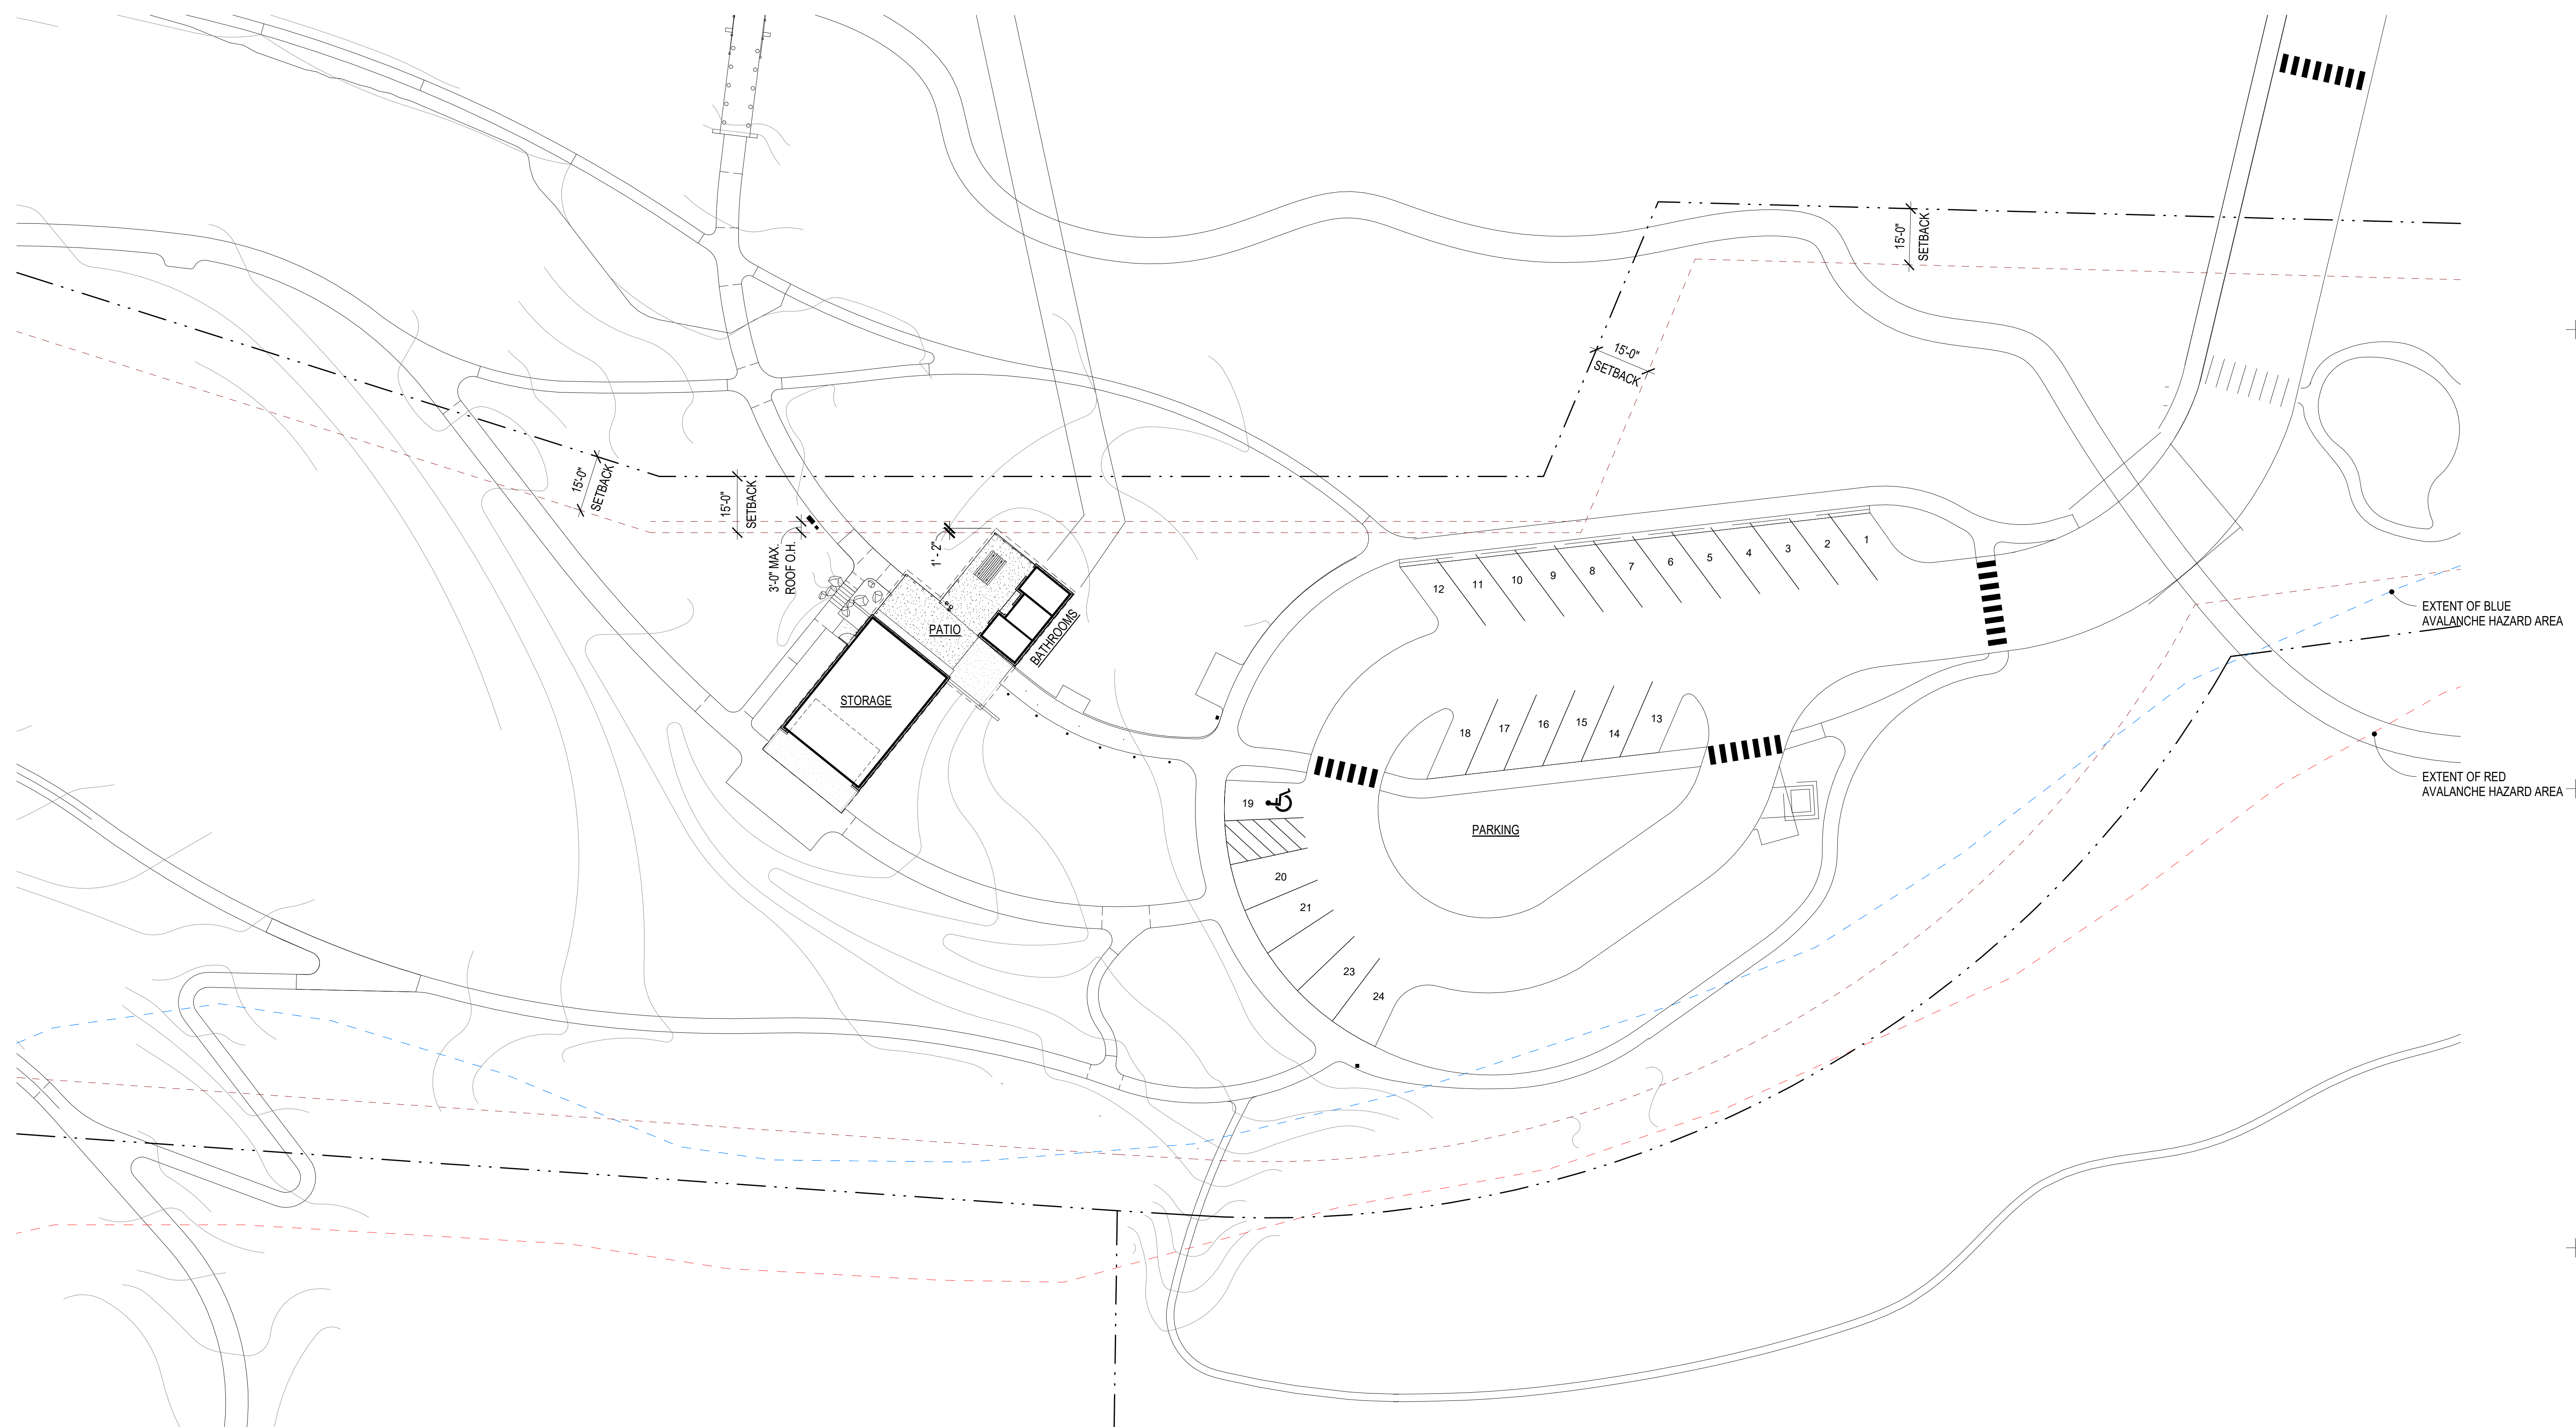 15'-0"
SETBACK
15'-0"
SETBACK
15'-0"
SETBACK
15'-0"
SETBACK
3'-0" MAX.
ROOF O.H.
1' - 2"
PATIO
BATHROOMS
STORAGE
1
2
3
4
5
6
7
8
9
10
11
12
13
14
15
16
17
18
19
20
21
23
24
PARKING
EXTENT OF BLUE
AVALANCHE HAZARD AREA
EXTENT OF RED
AVALANCHE HAZARD AREA